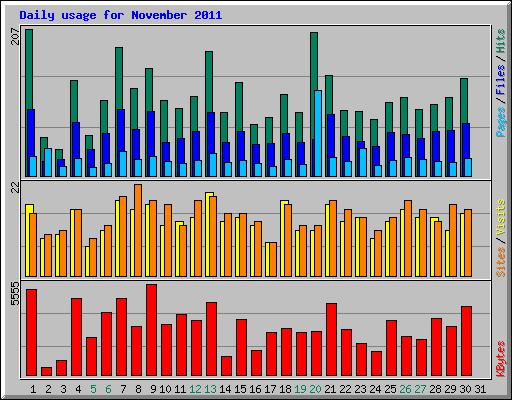 Daily usage for November 2011
207
22
5555
Pages / Files / Hits
Sites / Visits
KBytes
1 2 3 4 5 6 7 8 9 10 11 12 13 14 15 16 17 18 19 20 21 22 23 24 25 26 27 28 29 30 31